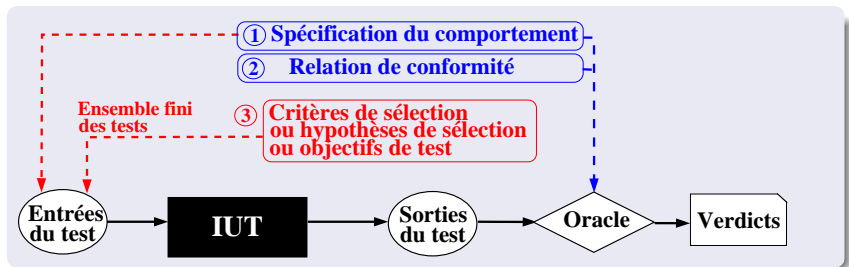 ① Spécification du comportement
② Relation de conformité
Ensemble fini
des tests
③ Critères de sélection
ou hypothèses de sélection
ou objectifs de test
Entrées
du test
IUT
Sorties
du test
Oracle
Verdicts